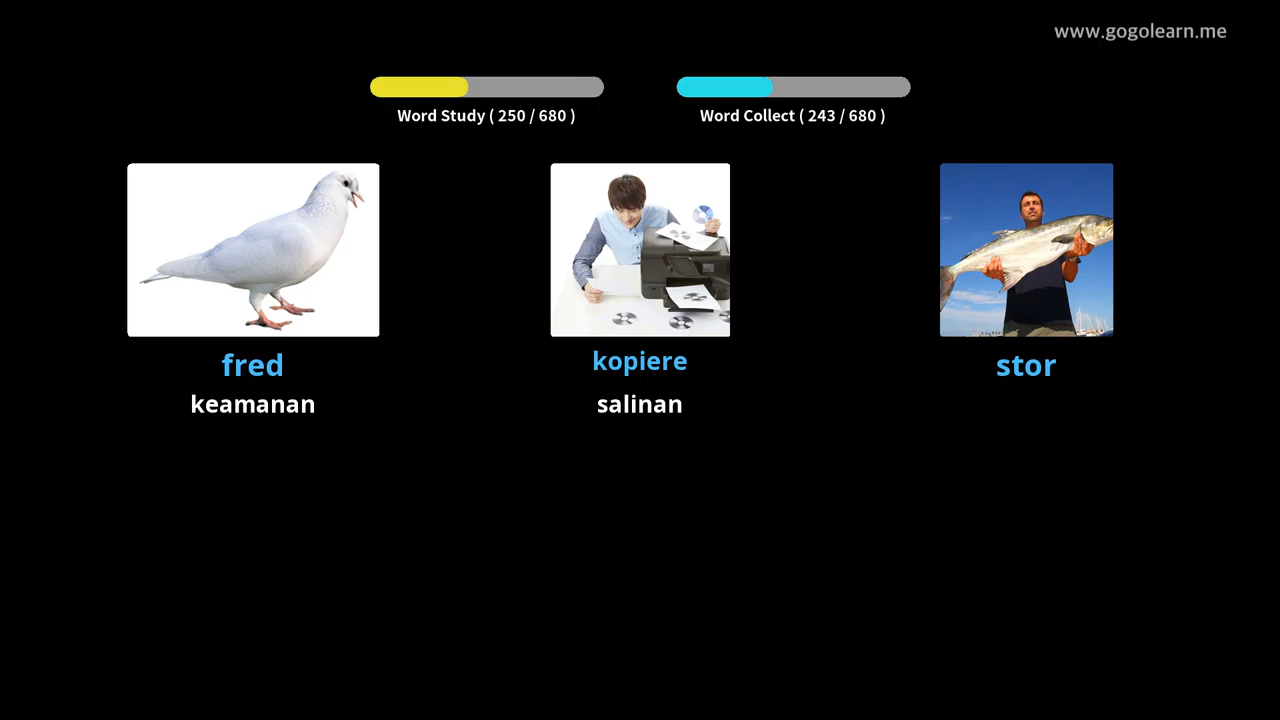 www.gogolearn.me
Word Study ( 250 / 680 )
Word Collect ( 243 / 680 )
fred
keamanan
kopiere
salinan
stor